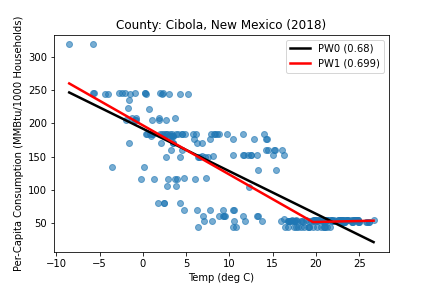 County: Cibola, New Mexico (2018)
PW0 (0.68)
PW1 (0.699)
Per-Capita Consumption (MMBtu/1000 Households)
300
250
200
150
100
50
−10
−5
0
5
10
15
20
25
Temp (deg C)